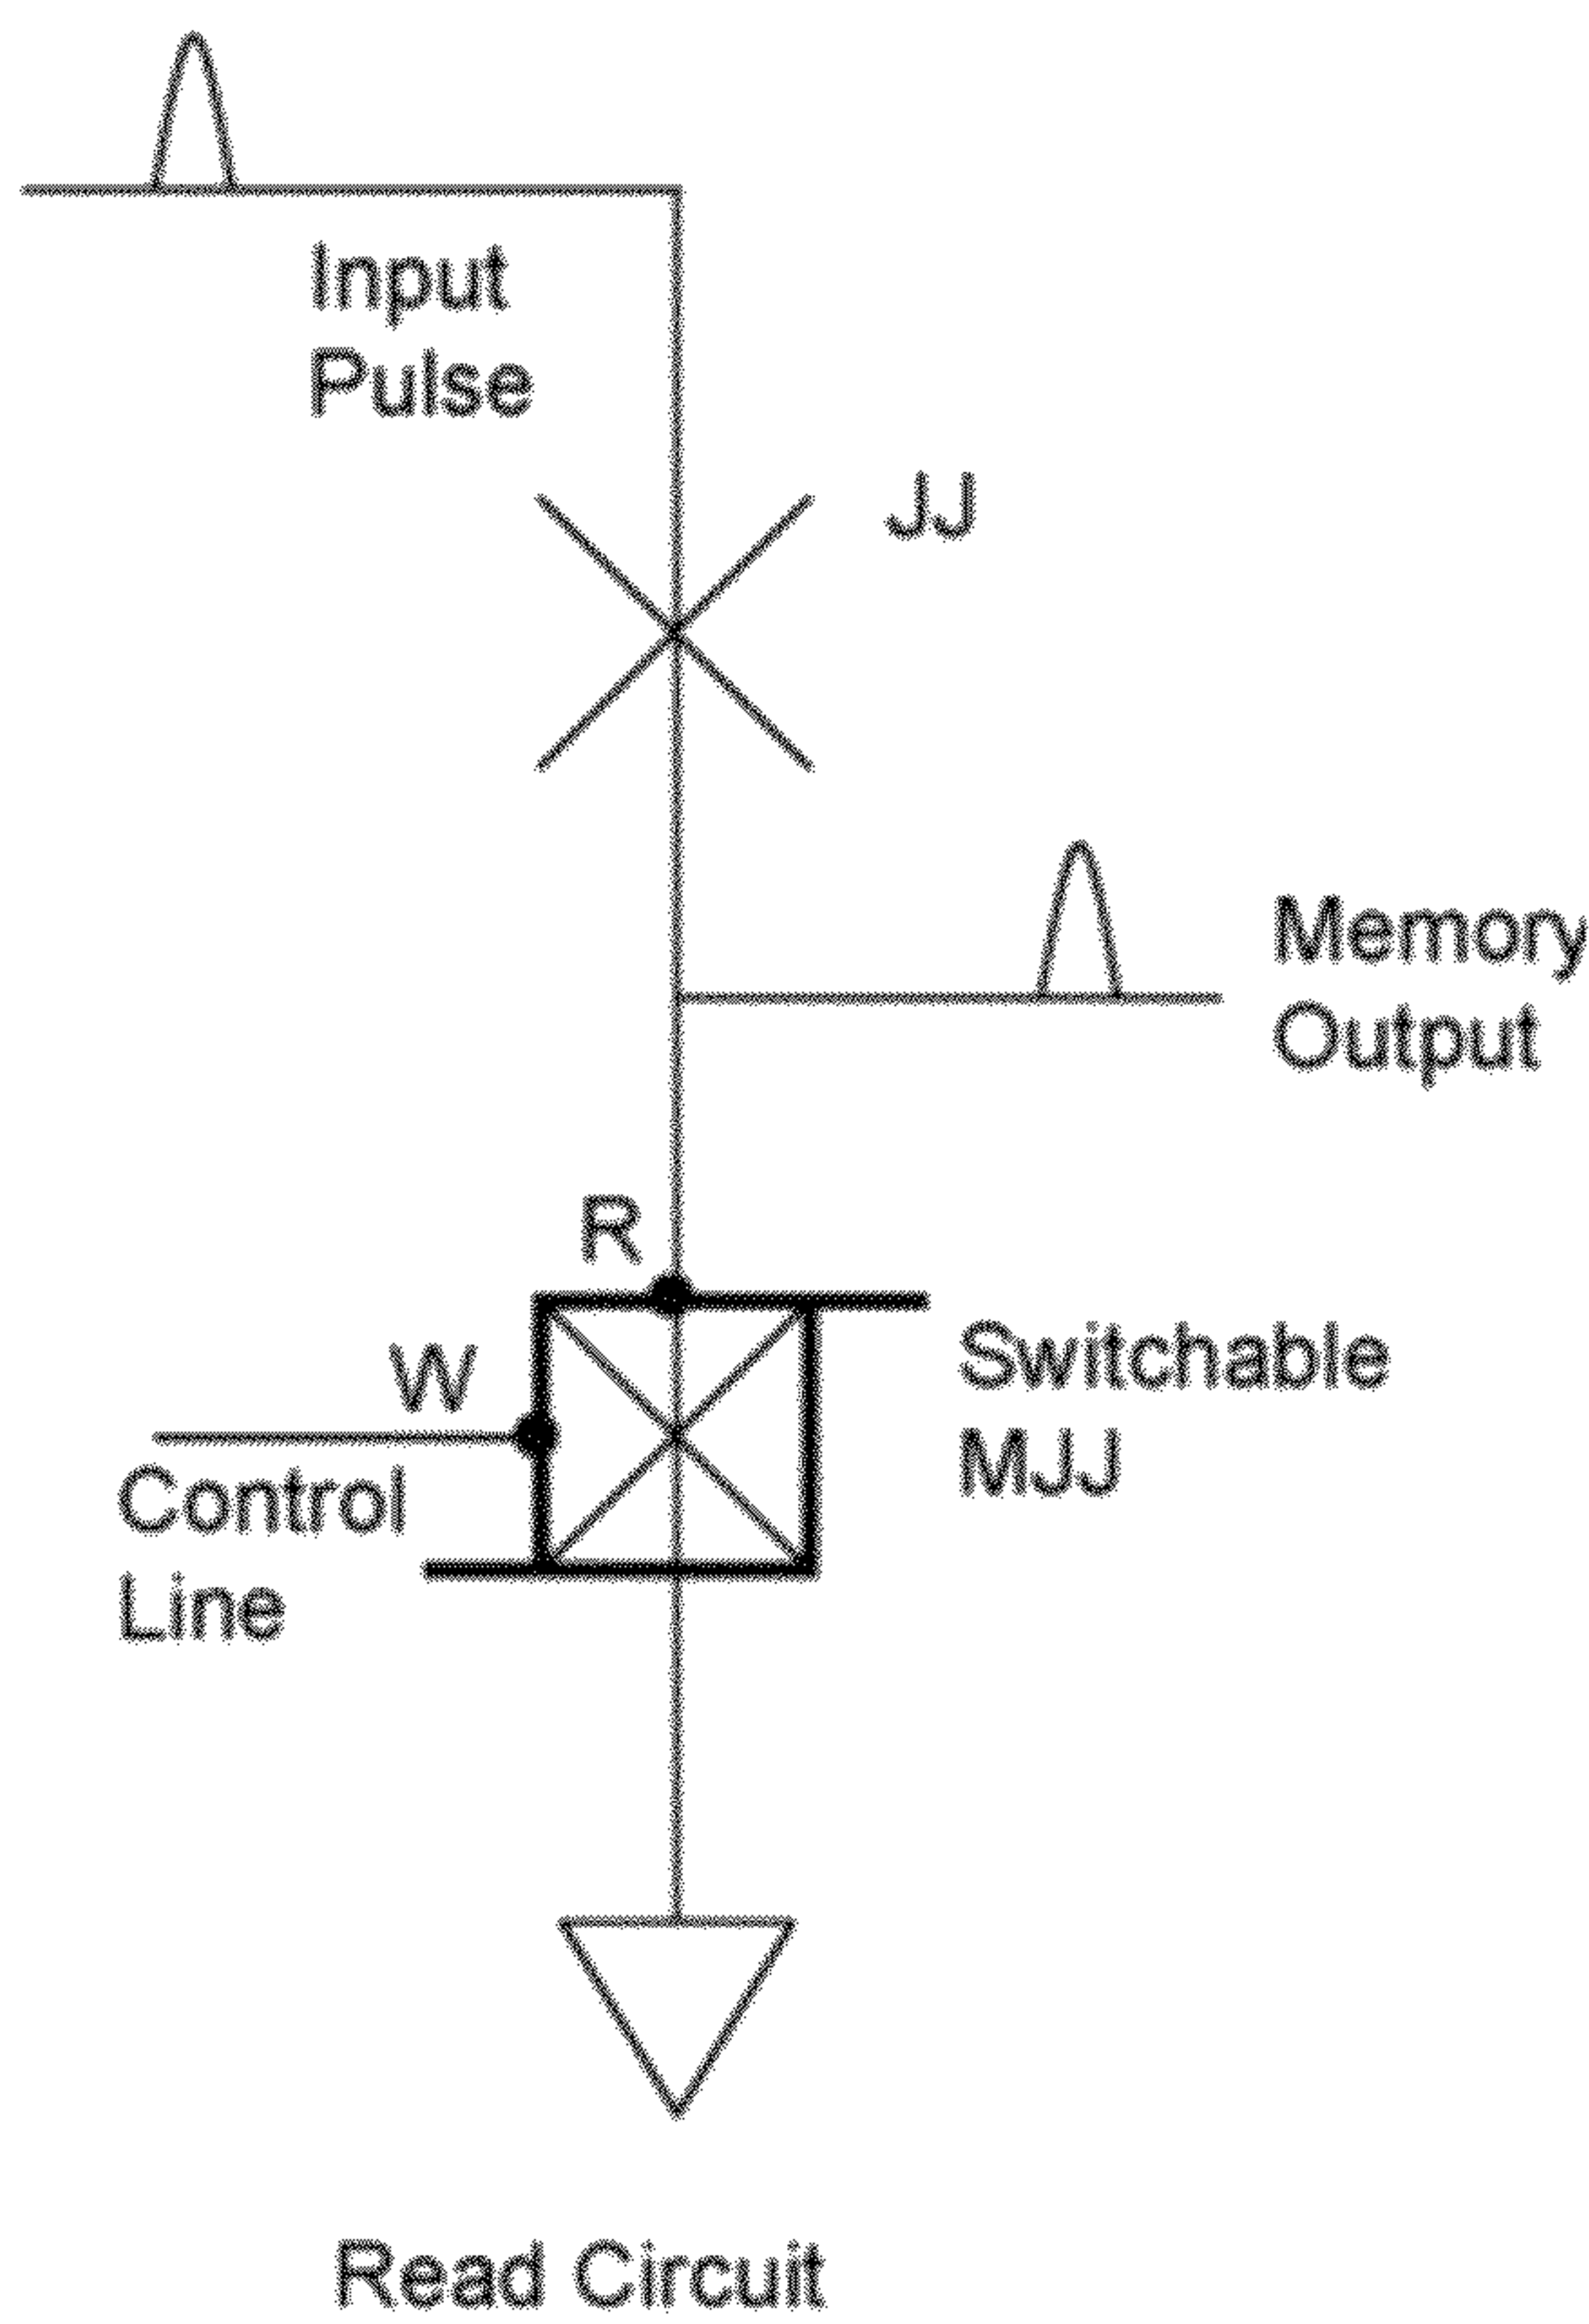 Input
Pulse
JJ
Memory
Output
R
W
Switchable
MJJ
Control
Line
Read Circuit